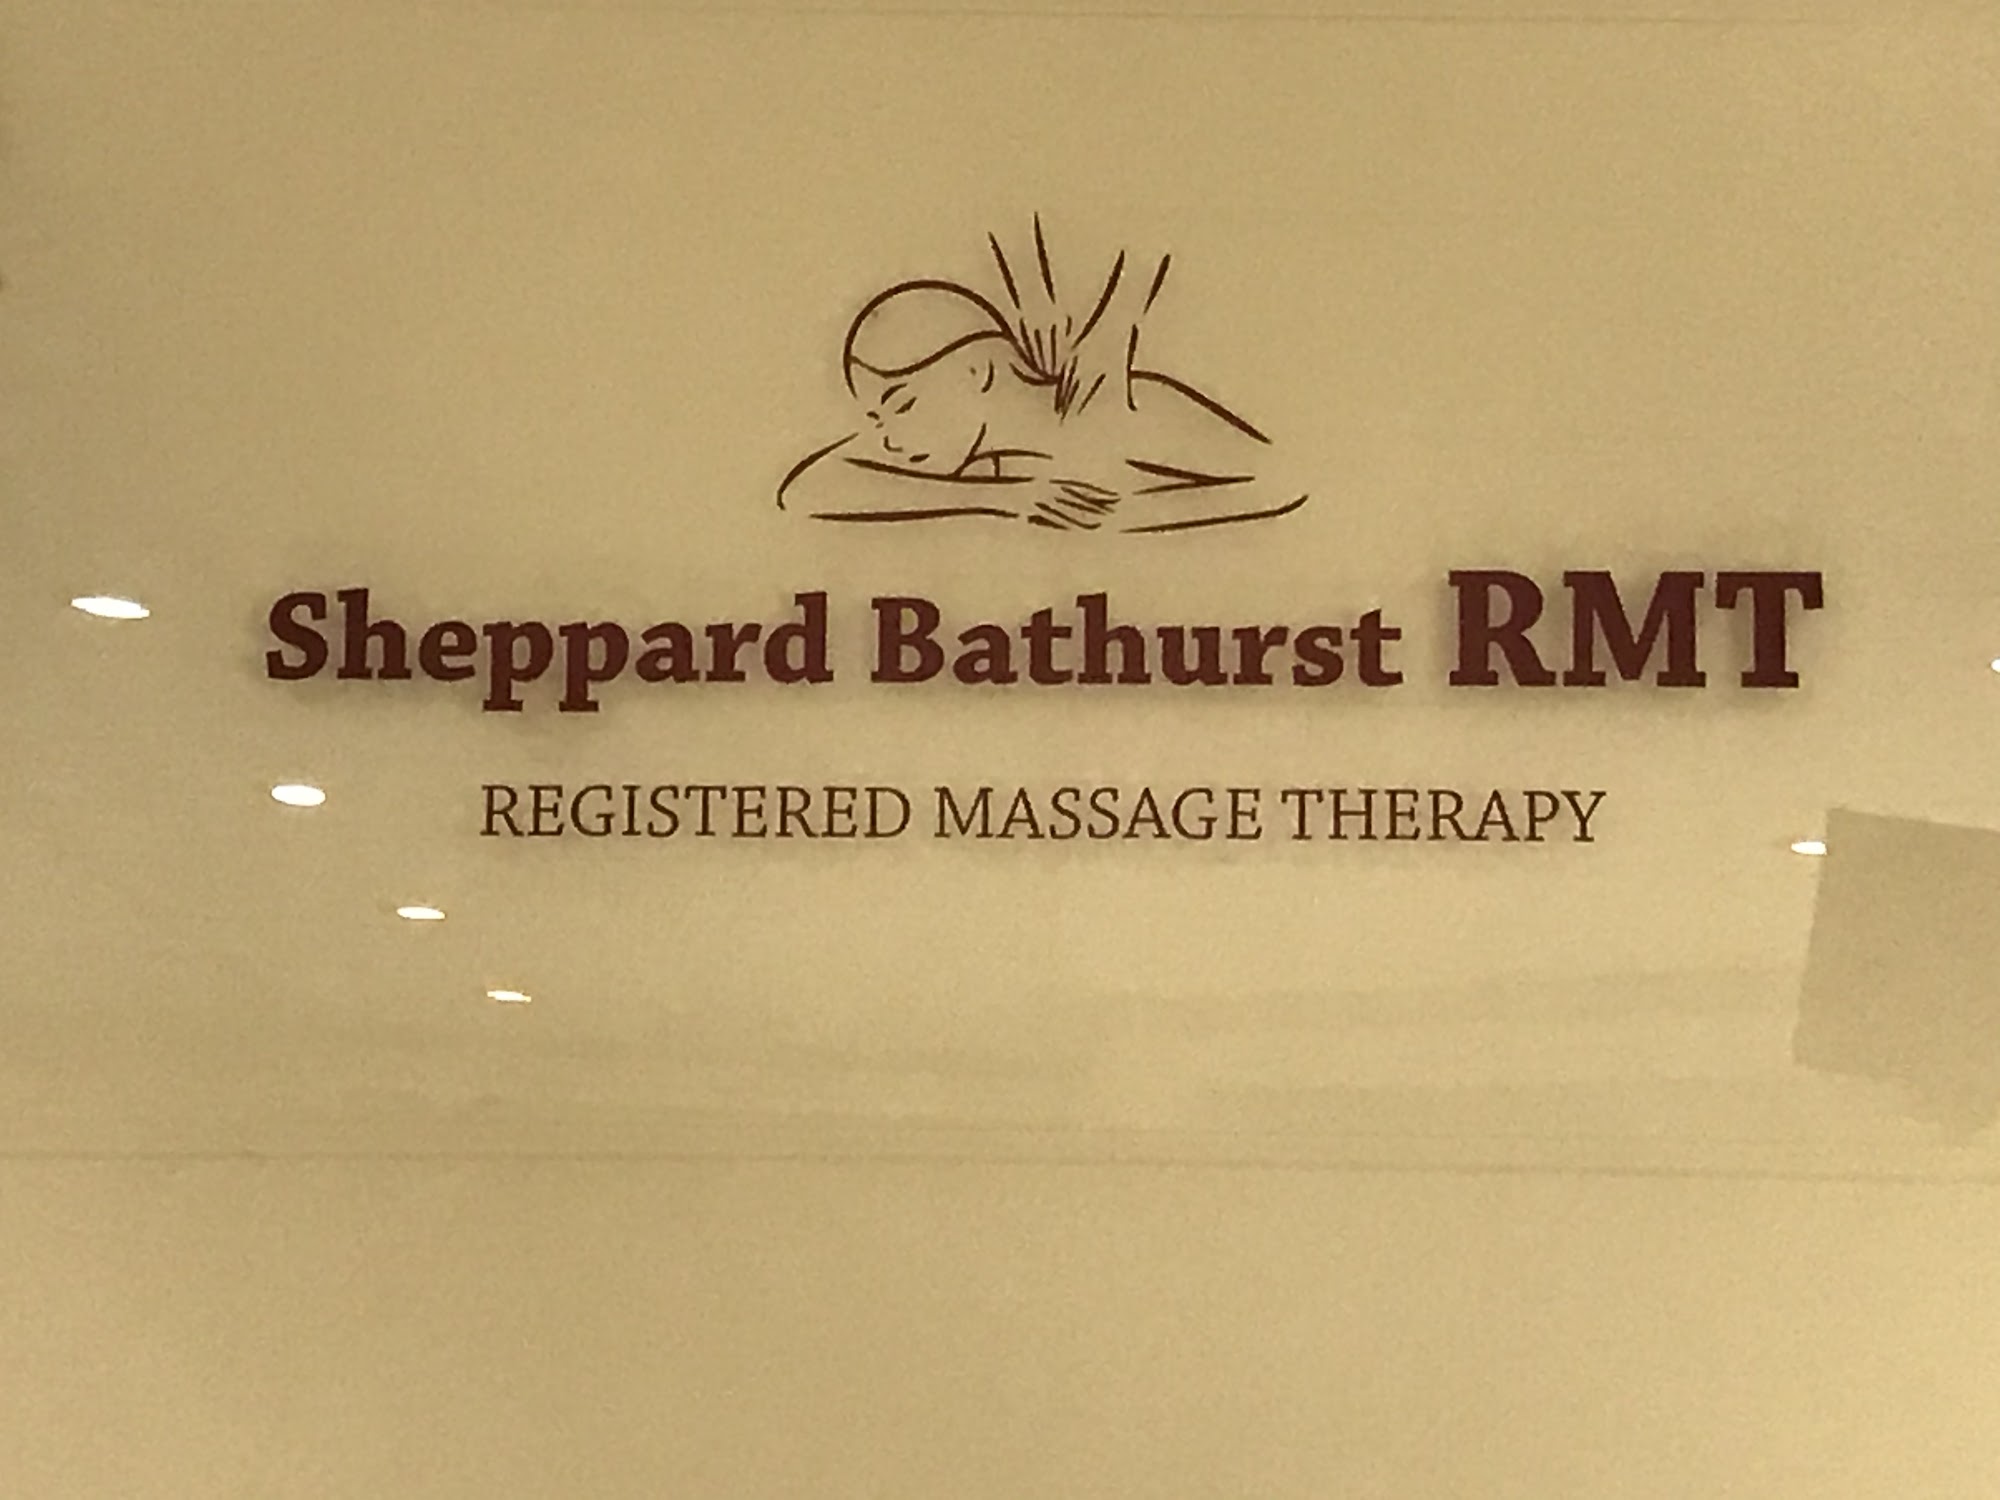 Sheppard Bathurst RMT
REGISTERED MASSAGE THERAPY